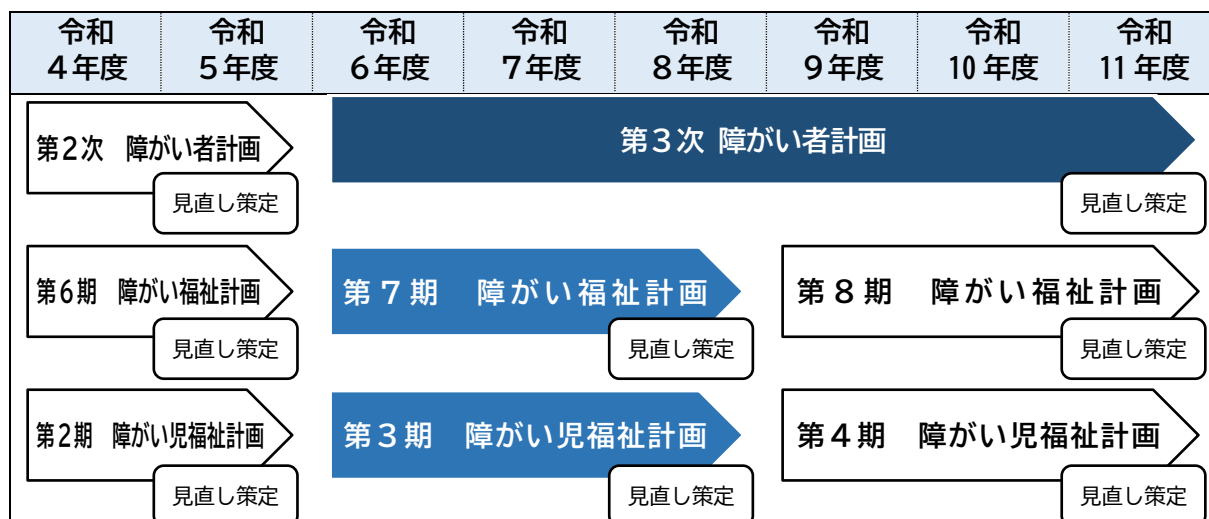 令和 令和 令和 令和 令和 令和 令和 令和
4年度 5年度 6年度 7年度 8年度 9年度 10年度 11年度
第2次 障がい者計画 第3次 障がい者計画
見直し策定 見直し策定
第6期 障がい福祉計画 第7期 障がい福祉計画 第8期 障がい福祉計画
見直し策定 見直し策定 見直し策定
第2期 障がい児福祉計画 第3期 障がい児福祉計画 第4期 障がい児福祉計画
見直し策定 見直し策定 見直し策定